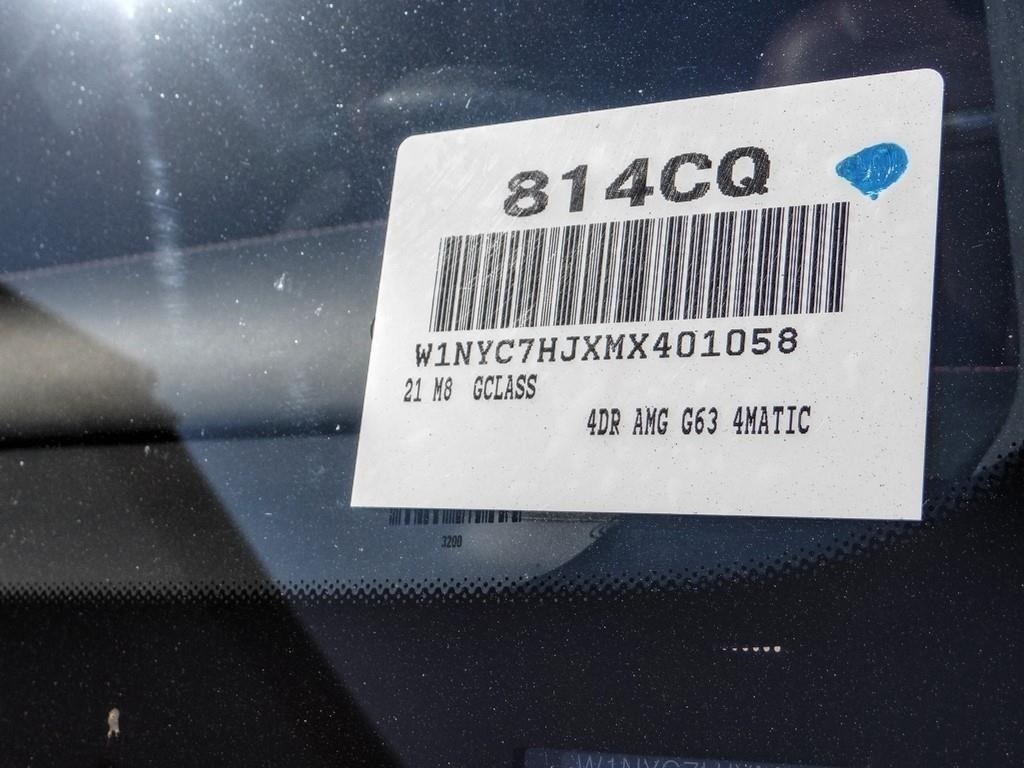 814CQ
W1NYC7HJXMX401058
21 M8 GCLASS
4DR AMG G63 4MATIC
3200